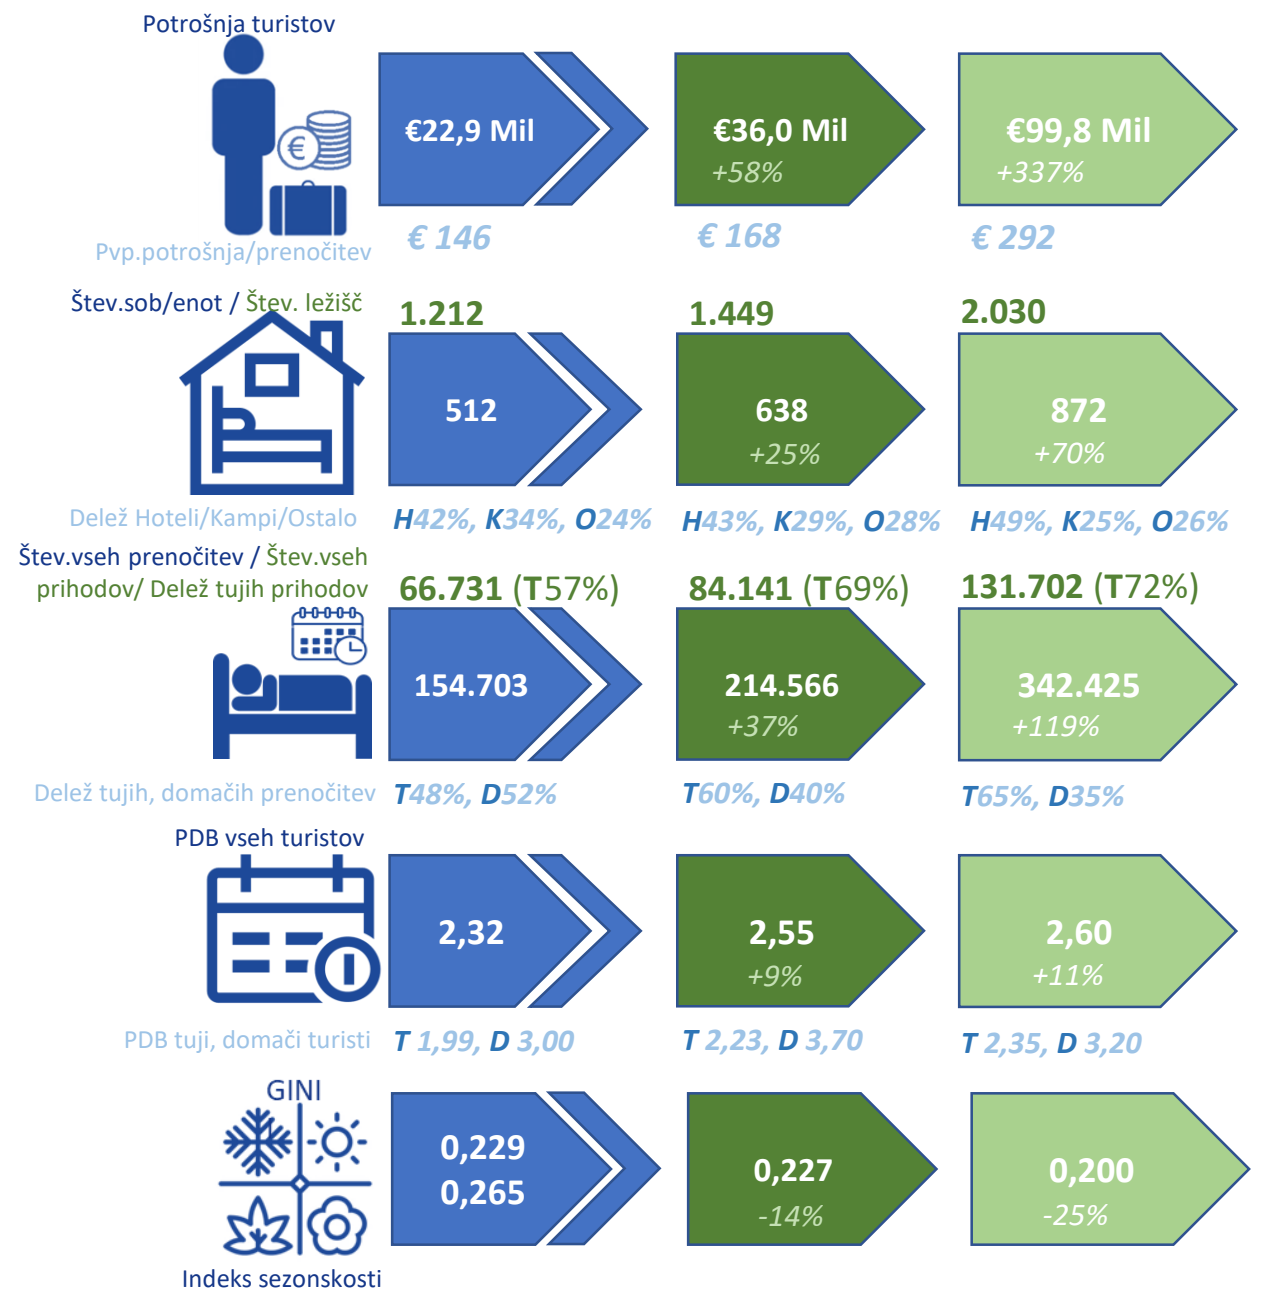 Potrošnja turistov
€22,9 Mil
€36,0 Mil
+58%
€99,8 Mil
+337%
Pvp.potrošnja/prenočitev
€ 146
€ 168
€ 292
Štev.sob/enot / Štev. ležišč
1.212
1.449
2.030
512
638
+25%
872
+70%
Delež Hoteli/Kampi/Ostalo
H42%, K34%, O24%
H43%, K29%, O28%
H49%, K25%, O26%
Štev.vseh prenočitev / Štev.vseh
prihodov/ Delež tujih prihodov
66.731 (T57%)
84.141 (T69%)
131.702 (T72%)
154.703
214.566
+37%
342.425
+119%
Delež tujih, domačih prenočitev
T48%, D52%
T60%, D40%
T65%, D35%
PDB vseh turistov
2,32
2,55
+9%
2,60
+11%
PDB tuji, domači turisti
T 1,99, D 3,00
T 2,23, D 3,70
T 2,35, D 3,20
GINI
0,229
0,265
0,227
-14%
0,200
-25%
Indeks sezonskosti